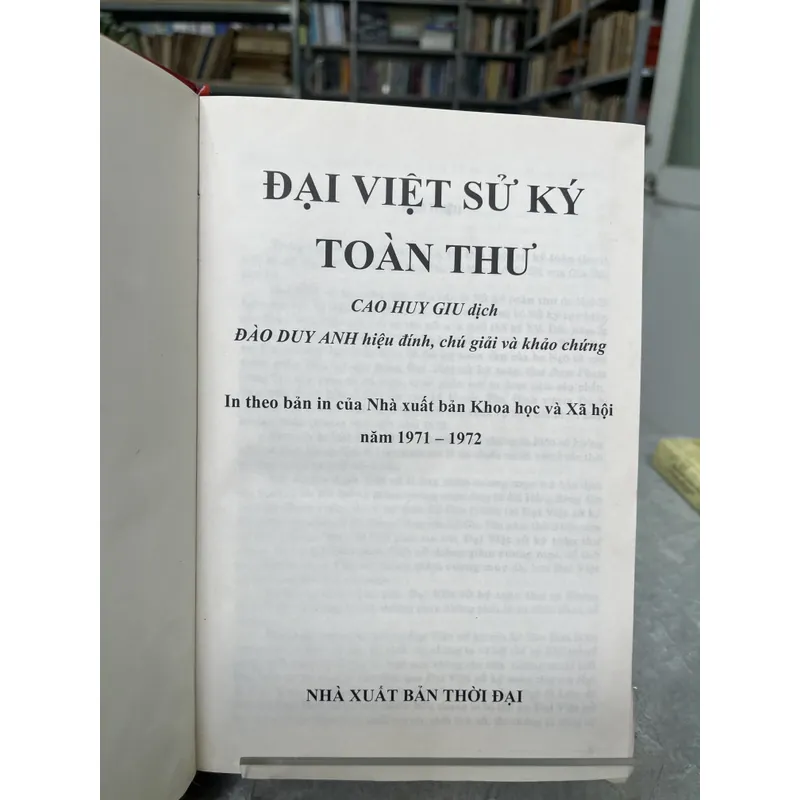 ĐẠI VIỆT SỬ KÝ
TOÀN THƯ
CAO HUY GIU dịch
ĐÀO DUY ANH hiệu đính, chú giải và khảo chứng
In theo bản in của Nhà xuất bản Khoa học và Xã hội
năm 1971 – 1972
NHÀ XUẤT BẢN THỜI ĐẠI